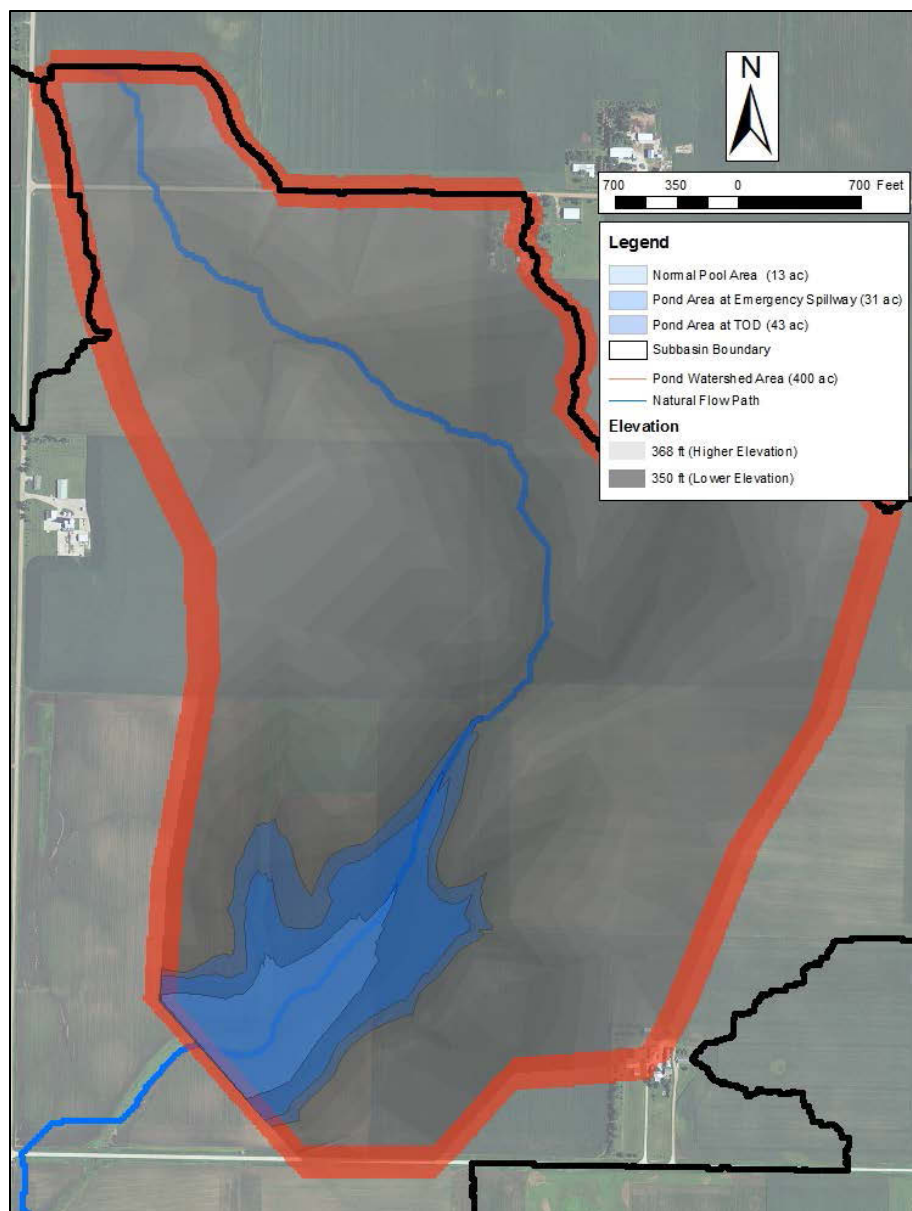 N
700 350 0 700 Feet
Legend
Normal Pool Area (13 ac)
Pond Area at Emergency Spillway (31 ac)
Pond Area at TOD (43 ac)
Subbasin Boundary
Pond Watershed Area (400 ac)
Natural Flow Path
Elevation
368 ft (Higher Elevation)
350 ft (Lower Elevation)